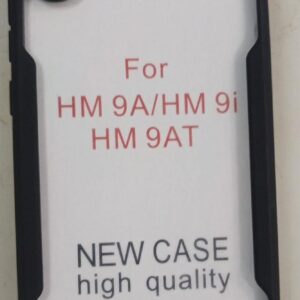 For
HM 9A/HM 9i
HM 9AT
NEW CASE
high quality